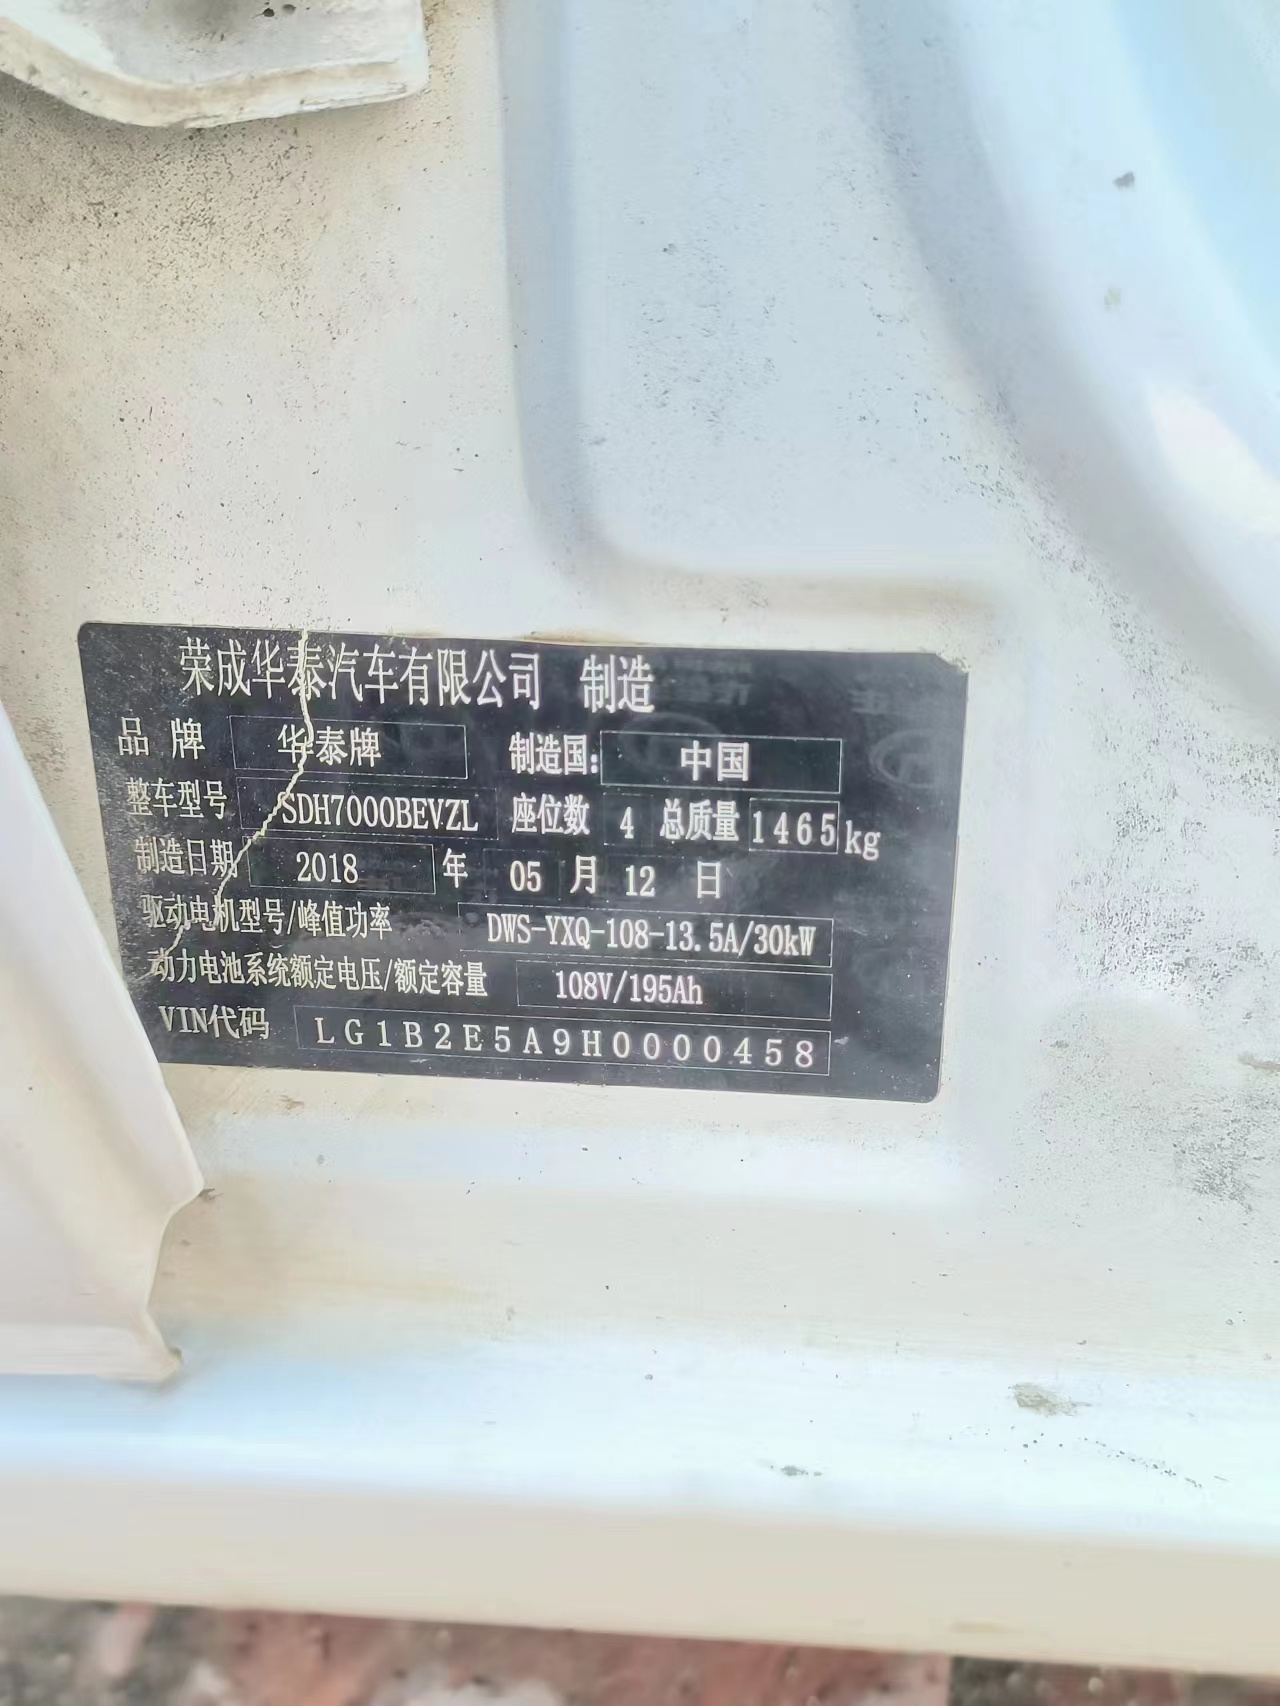 荣成华泰汽车有限公司 制造
品 牌 华泰牌 制造国: 中国
整车型号 SDH7000BEVZL 座位数 4 总质量 1465kg
制造日期 2018 年 05 月 12 日
驱动电机型号/峰值功率 DWS-YXQ-108-13.5A/30kW
动力电池系统额定电压/额定容量 108V/195Ah
VIN代码 LG1B2E5A9H0000458